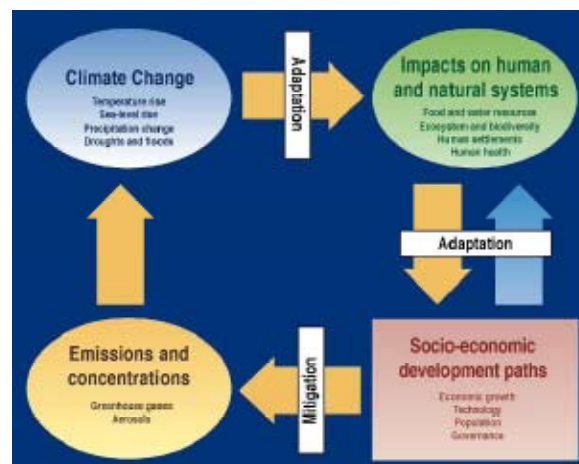 Climate Change
Temperature rise
Sea-level rise
Precipitation change
Droughts and floods
Adaptation
Impacts on human
and natural systems
Food and water resources
Ecosystem and biodiversity
Human settlements
Human health
Adaptation
Emissions and
concentrations
Greenhouse gases
Aerosols
Mitigation
Socio-economic
development paths
Economic growth
Technology
Population
Governance